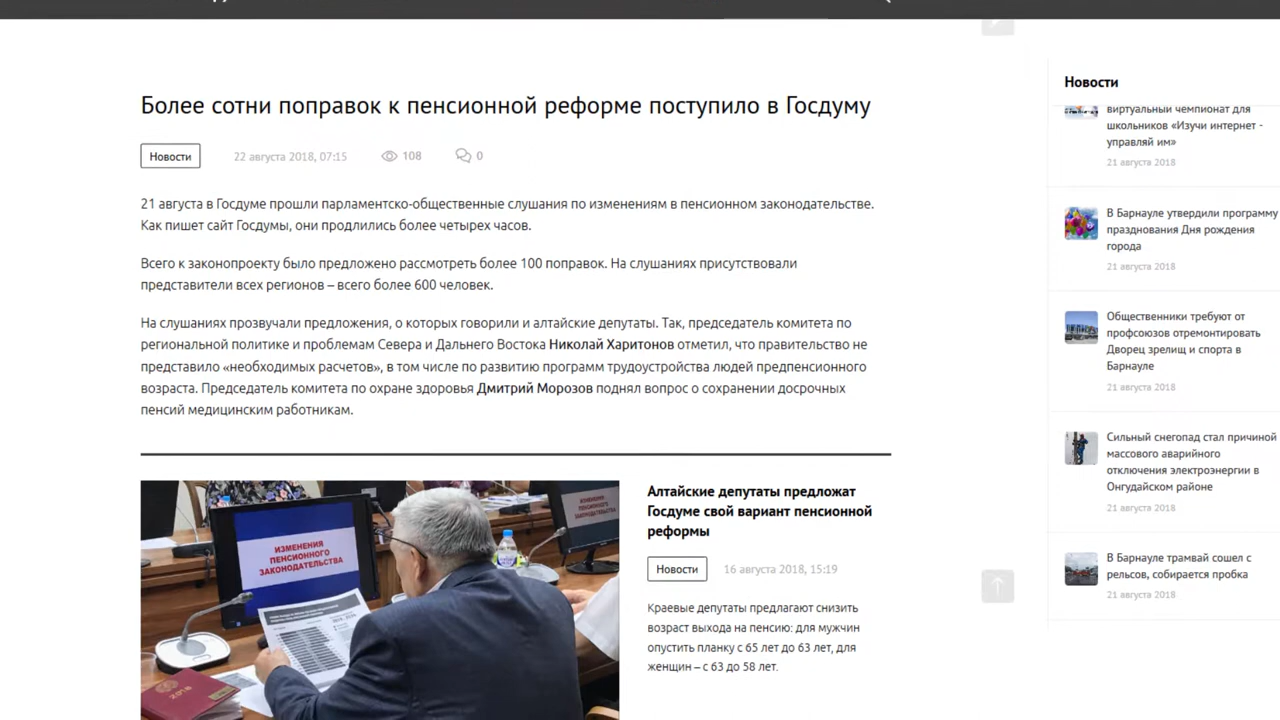 Более сотни поправок к пенсионной реформе поступило в Госдуму
Новости
22 августа 2018, 07:15
108
0
21 августа в Госдуме прошли парламентско-общественные слушания по изменениям в пенсионном законодательстве.
Как пишет сайт Госдумы, они продлились более четырех часов.
Всего к законопроекту было предложено рассмотреть более 100 поправок. На слушаниях присутствовали
представители всех регионов – всего более 600 человек.
На слушаниях прозвучали предложения, о которых говорили и алтайские депутаты. Так, председатель комитета по
региональной политике и проблемам Севера и Дальнего Востока Николай Харитонов отметил, что правительство не
представило «необходимых расчетов», в том числе по развитию программ трудоустройства людей предпенсионного
возраста. Председатель комитета по охране здоровья Дмитрий Морозов поднял вопрос о сохранении досрочных
пенсий медицинским работникам.
ИЗМЕНЕНИЯ
ПЕНСИОННОГО
ЗАКОНОДАТЕЛЬСТВА
ИЗМЕНЕНИЯ
ПЕНСИОННОГО
ЗАКОНОДАТЕЛЬСТВА
2018
Алтайские депутаты предложат
Госдуме свой вариант пенсионной
реформы
Новости
16 августа 2018, 15:19
Краевые депутаты предлагают снизить
возраст выхода на пенсию: для мужчин
опустить планку с 65 лет до 63 лет, для
женщин – с 63 до 58 лет.
Новости
виртуальный чемпионат для
школьников «Изучи интернет -
управляй им»
21 августа 2018
В Барнауле утвердили программу
празднования Дня рождения
города
21 августа 2018
Общественники требуют от
профсоюзов отремонтировать
Дворец зрелищ и спорта в
Барнауле
21 августа 2018
Сильный снегопад стал причиной
массового аварийного
отключения электроэнергии в
Онгудайском районе
21 августа 2018
В Барнауле трамвай сошел с
рельсов, собирается пробка
21 августа 2018